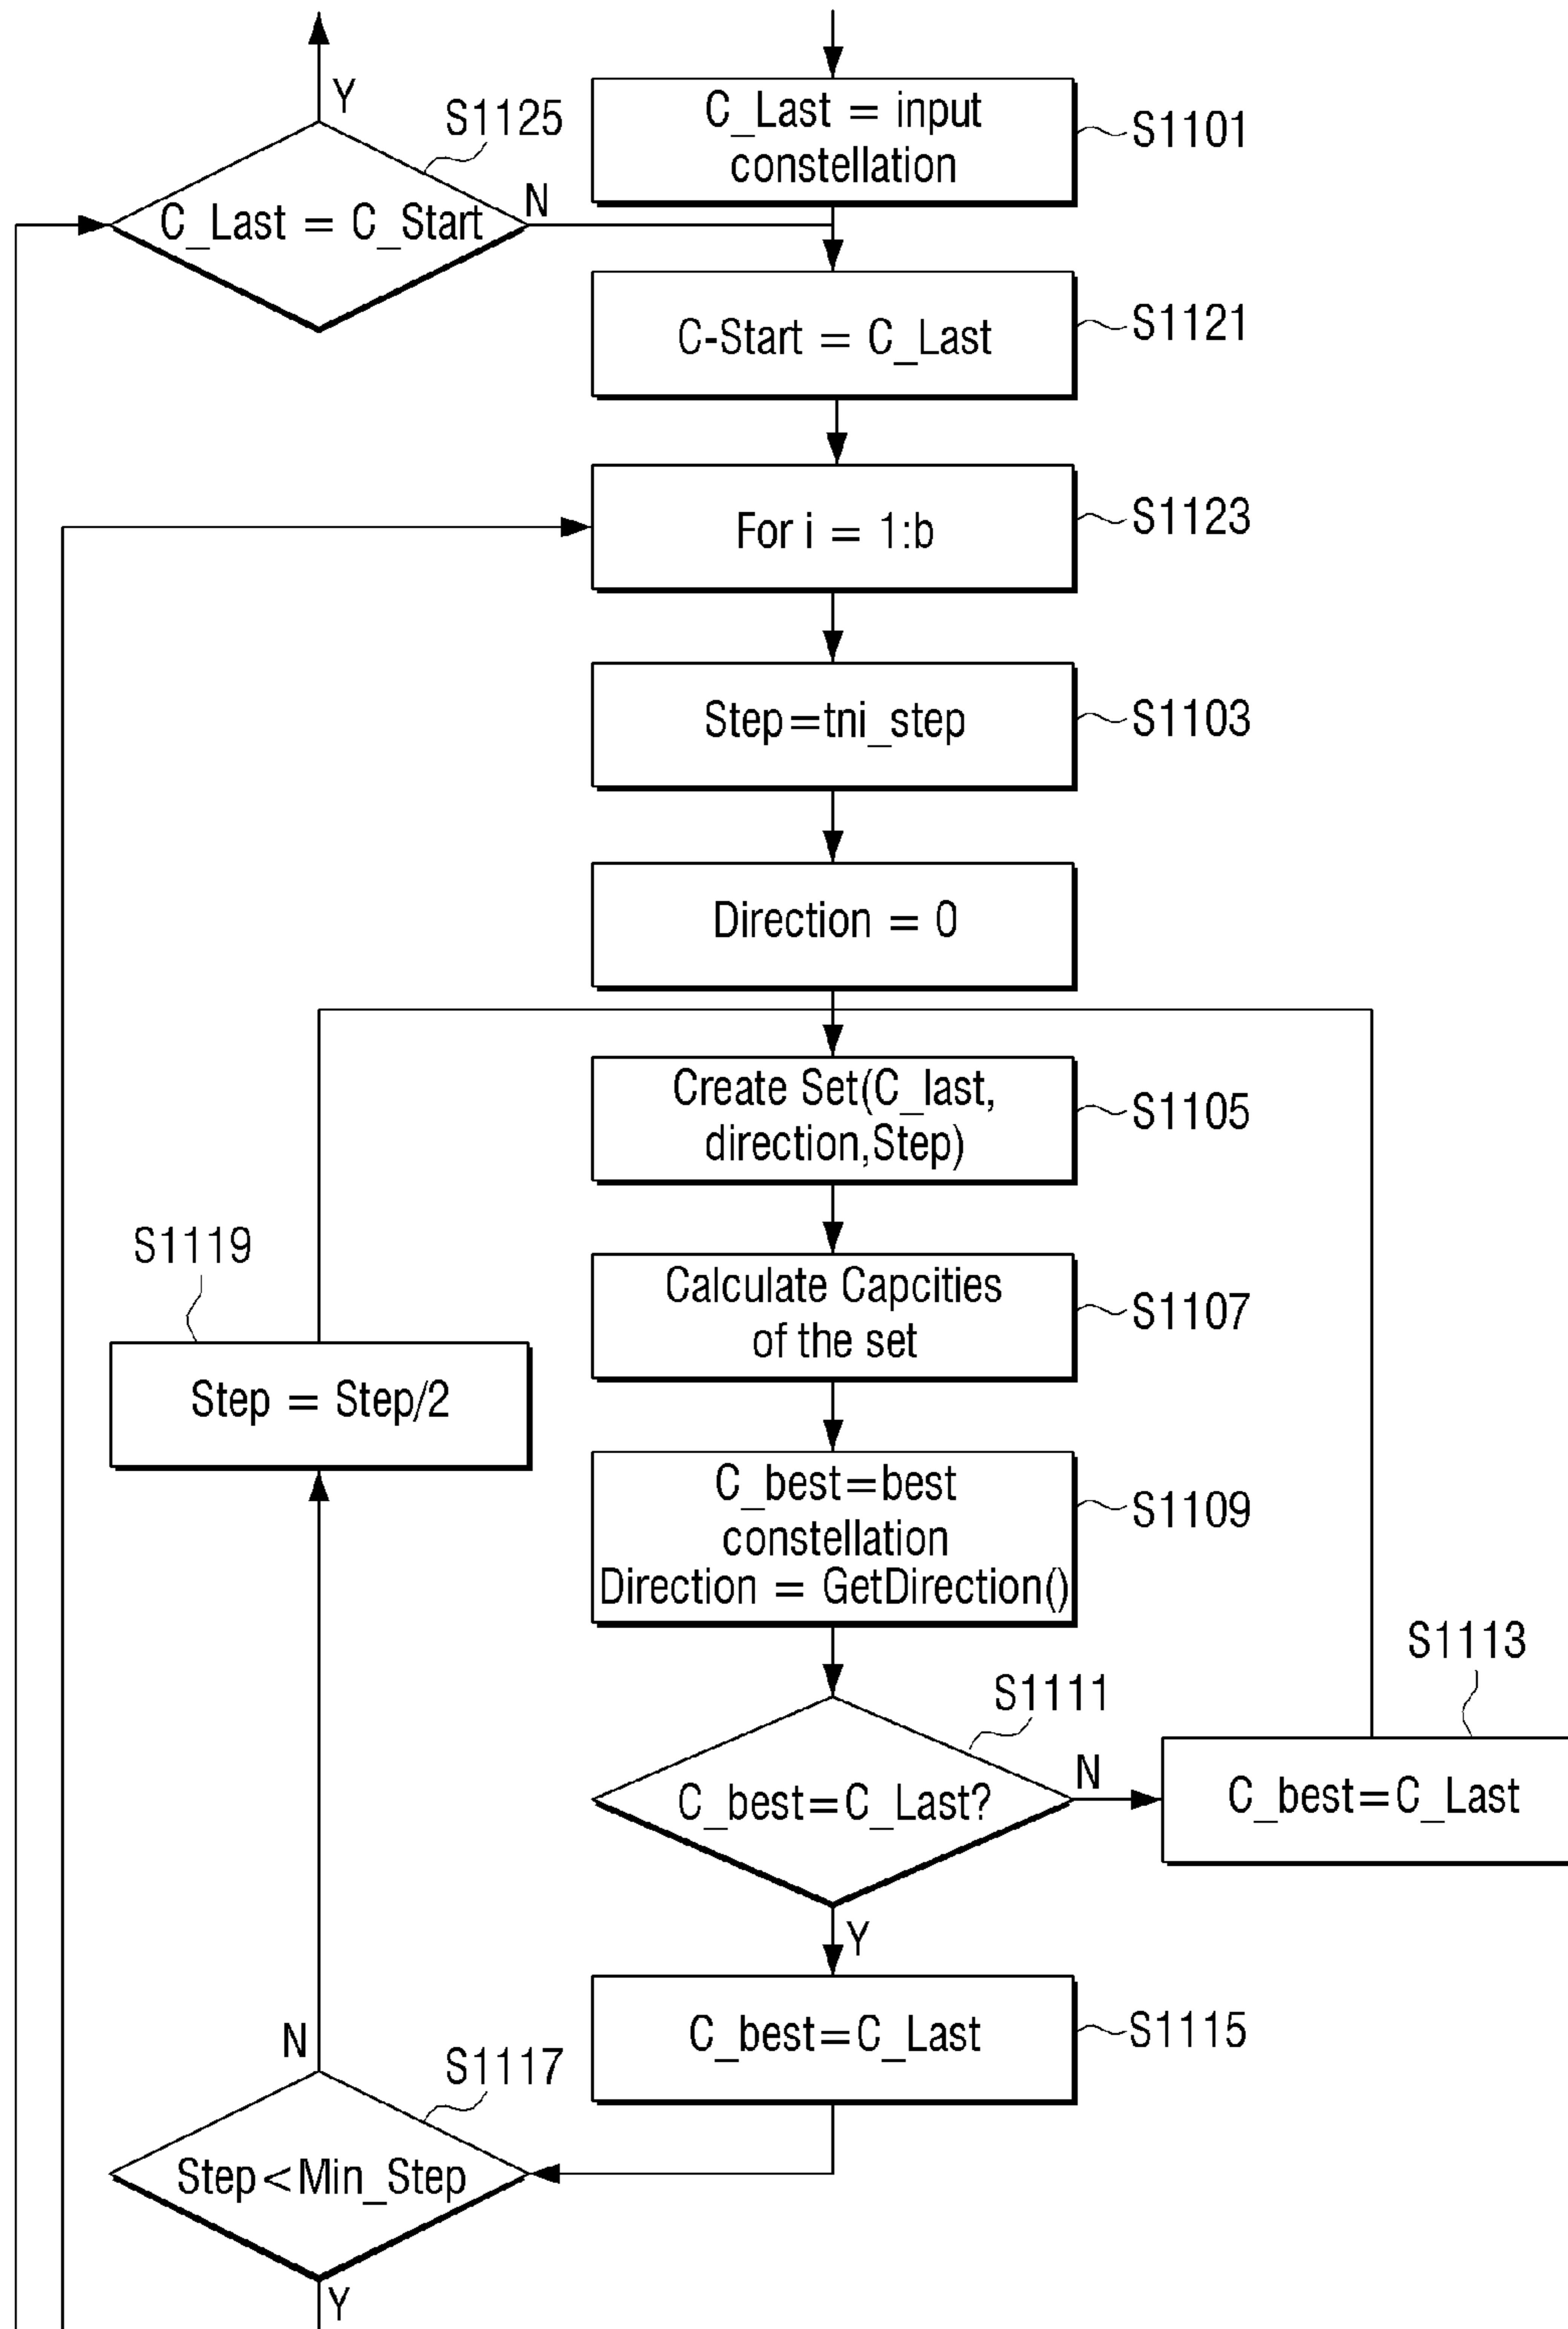 Y
S1125
C_Last = C_Start
N
C_Last = input
constellation
S1101
C-Start = C_Last
S1121
For i = 1:b
S1123
Step=tni_step
S1103
Direction = 0
Create Set(C_last,
direction,Step)
S1105
Calculate Capcities
of the set
S1107
S1119
Step = Step/2
C_best=best
constellation
Direction = GetDirection()
S1109
S1111
C_best=C_Last?
N
S1113
C_best=C_Last
Y
C_best=C_Last
S1115
N
S1117
Step<Min_Step
Y